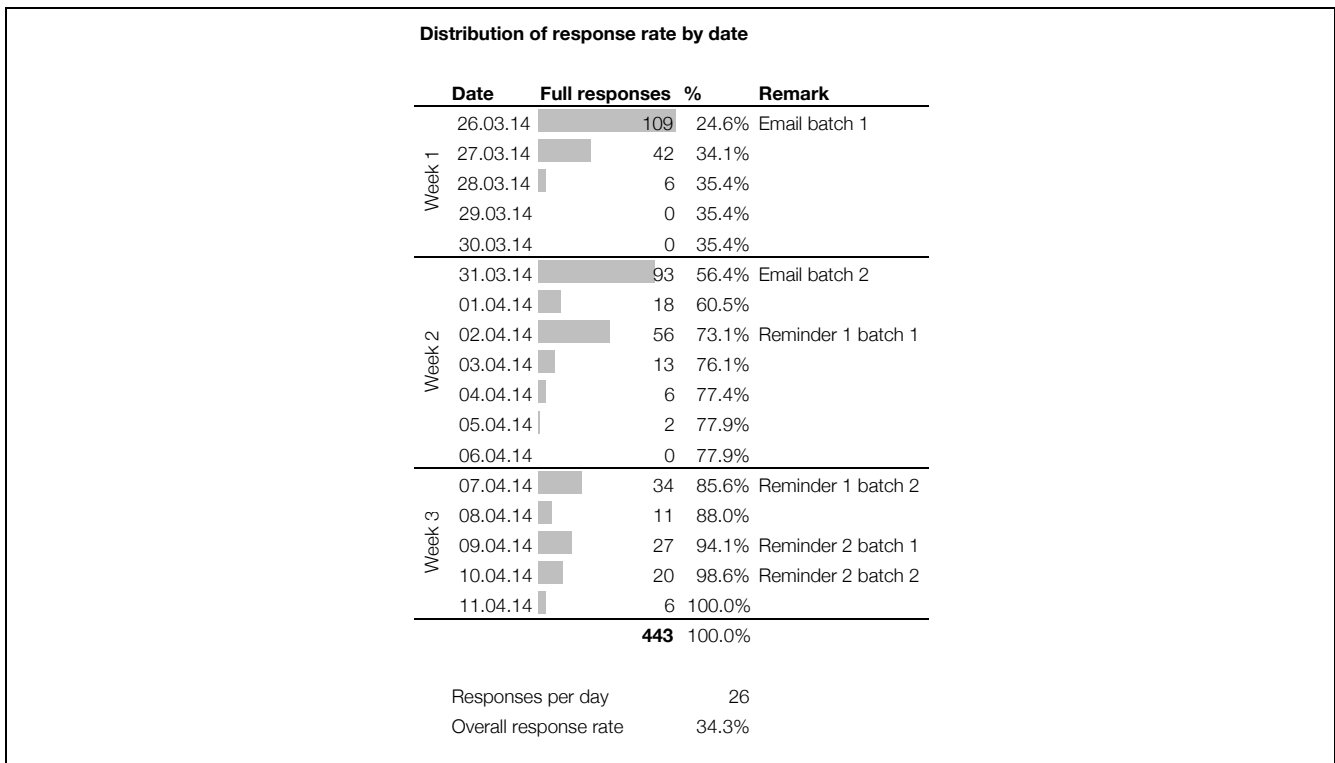 Distribution of response rate by date
Date Full responses % Remark
Week 1
26.03.14 109 24.6% Email batch 1
27.03.14 42 34.1%
28.03.14 6 35.4%
29.03.14 0 35.4%
30.03.14 0 35.4%
Week 2
31.03.14 93 56.4% Email batch 2
01.04.14 18 60.5%
02.04.14 56 73.1% Reminder 1 batch 1
03.04.14 13 76.1%
04.04.14 6 77.4%
05.04.14 2 77.9%
06.04.14 0 77.9%
Week 3
07.04.14 34 85.6% Reminder 1 batch 2
08.04.14 11 88.0%
09.04.14 27 94.1% Reminder 2 batch 1
10.04.14 20 98.6% Reminder 2 batch 2
11.04.14 6 100.0%
443 100.0%
Responses per day 26
Overall response rate 34.3%